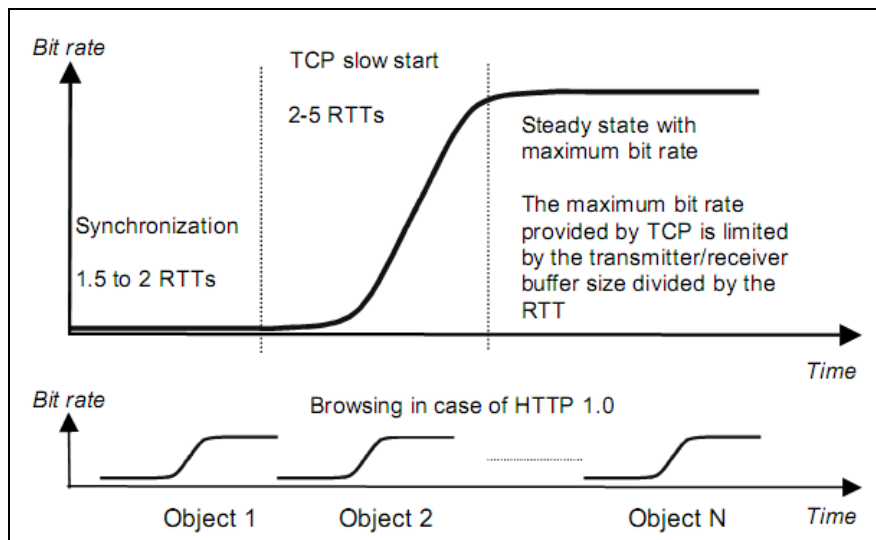 Bit rate
TCP slow start
2-5 RTTs
Steady state with
maximum bit rate
Synchronization
1.5 to 2 RTTs
The maximum bit rate
provided by TCP is limited
by the transmitter/receiver
buffer size divided by the
RTT
Time
Bit rate
Browsing in case of HTTP 1.0
Object 1
Object 2
Object N
Time